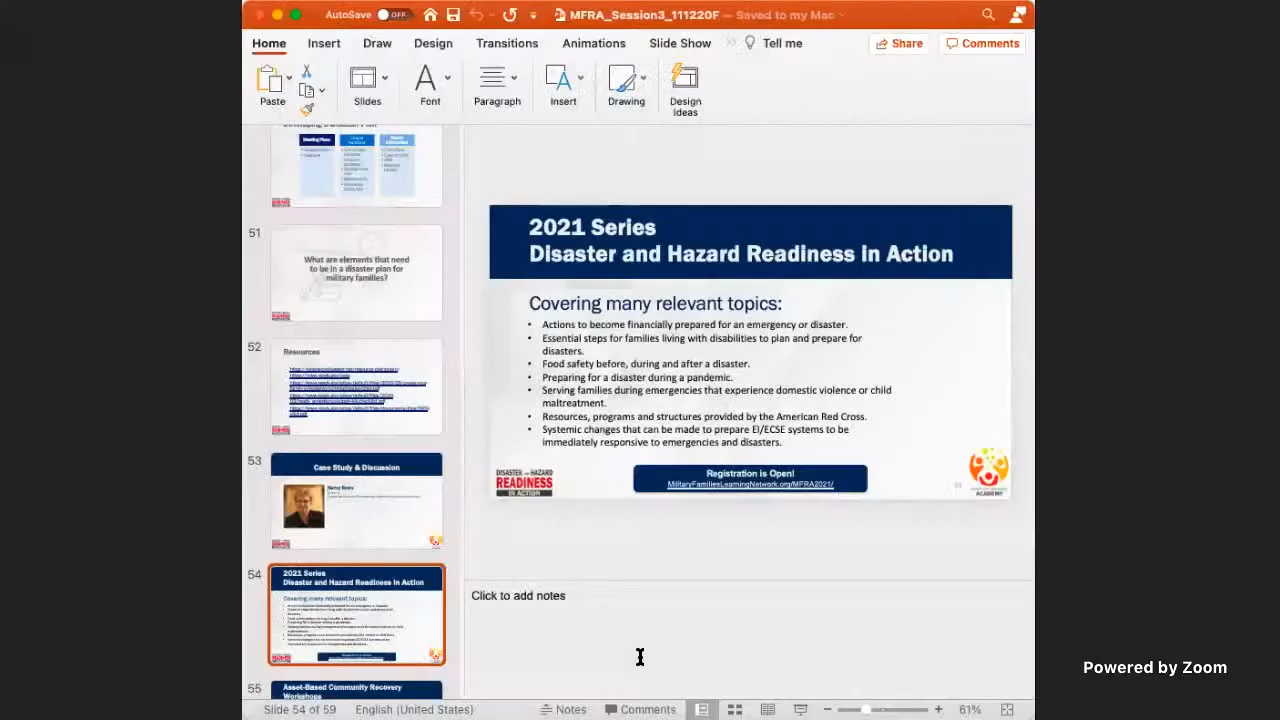 AutoSave OFF MFRA_Session3_111220F — Saved to my Mac
Home Insert Draw Design Transitions Animations Slide Show Tell me Share Comments
Paste Slides Font Paragraph Insert Drawing Design Ideas
51
What are elements that need
to be in a disaster plan for
military families?
52
Resources
53
Case Study & Discussion
54
2021 Series
Disaster and Hazard Readiness in Action
Covering many relevant topics:
55
Asset-Based Community Recovery
Workshops
2021 Series
Disaster and Hazard Readiness in Action
Covering many relevant topics:
• Actions to become financially prepared for an emergency or disaster.
• Essential steps for families living with disabilities to plan and prepare for
disasters.
• Food safety before, during and after a disaster.
• Preparing for a disaster during a pandemic.
• Serving families during emergencies that experience domestic violence or child
maltreatment.
• Resources, programs and structures provided by the American Red Cross.
• Systemic changes that can be made to prepare EI/ECSE systems to be
immediately responsive to emergencies and disasters.
DISASTER AND HAZARD
READINESS
IN ACTION
Registration is Open!
MilitaryFamiliesLearningNetwork.org/MFRA2021/
ACADEMY
Click to add notes
Slide 54 of 59 English (United States) Notes Comments 61%
Powered by Zoom